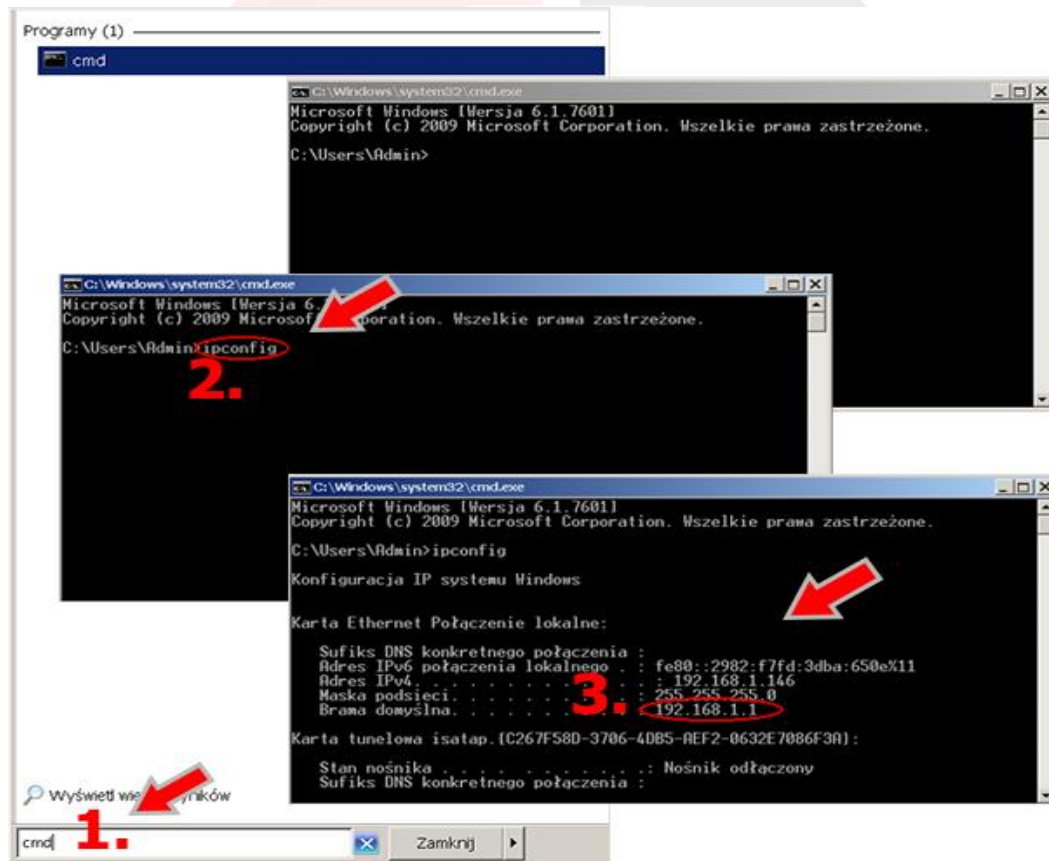 Programy (1)
cmd
C:\Windows\system32\cmd.exe
Microsoft Windows [Wersja 6.1.7601]
Copyright (c) 2009 Microsoft Corporation. Wszelkie prawa zastrzeżone.
C:\Users\Admin>
C:\Windows\system32\cmd.exe
Microsoft Windows [Wersja 6.
Copyright (c) 2009 Microsoft poration. Wszelkie prawa zastrzeżone.
C:\Users\Admin>ipconfig
2.
C:\Windows\system32\cmd.exe
Microsoft Windows [Wersja 6.1.7601]
Copyright (c) 2009 Microsoft Corporation. Wszelkie prawa zastrzeżone.
C:\Users\Admin>ipconfig
Konfiguracja IP systemu Windows
Karta Ethernet Połączenie lokalne:
Sufiks DNS konkretnego połączenia :
Adres IPv6 połączenia lokalnego . : fe80::2982:f7fd:3dba:650e%11
Adres IPv4. . . . . . . . . . . . . : 192.168.1.146
Maska podsieci. . . . . . . . . . . : 255.255.255.0
Brama domyślna. . . . . . . . . . . : 192.168.1.1
3.
Karta tunelowa isatap.{C267F58D-3706-4DB5-AEF2-0632E7086F3A}:
Stan nośnika . . . . . . . . . . . .: Nośnik odłączony
Sufiks DNS konkretnego połączenia :
Wyświetl ników
1.
cmd
Zamknij